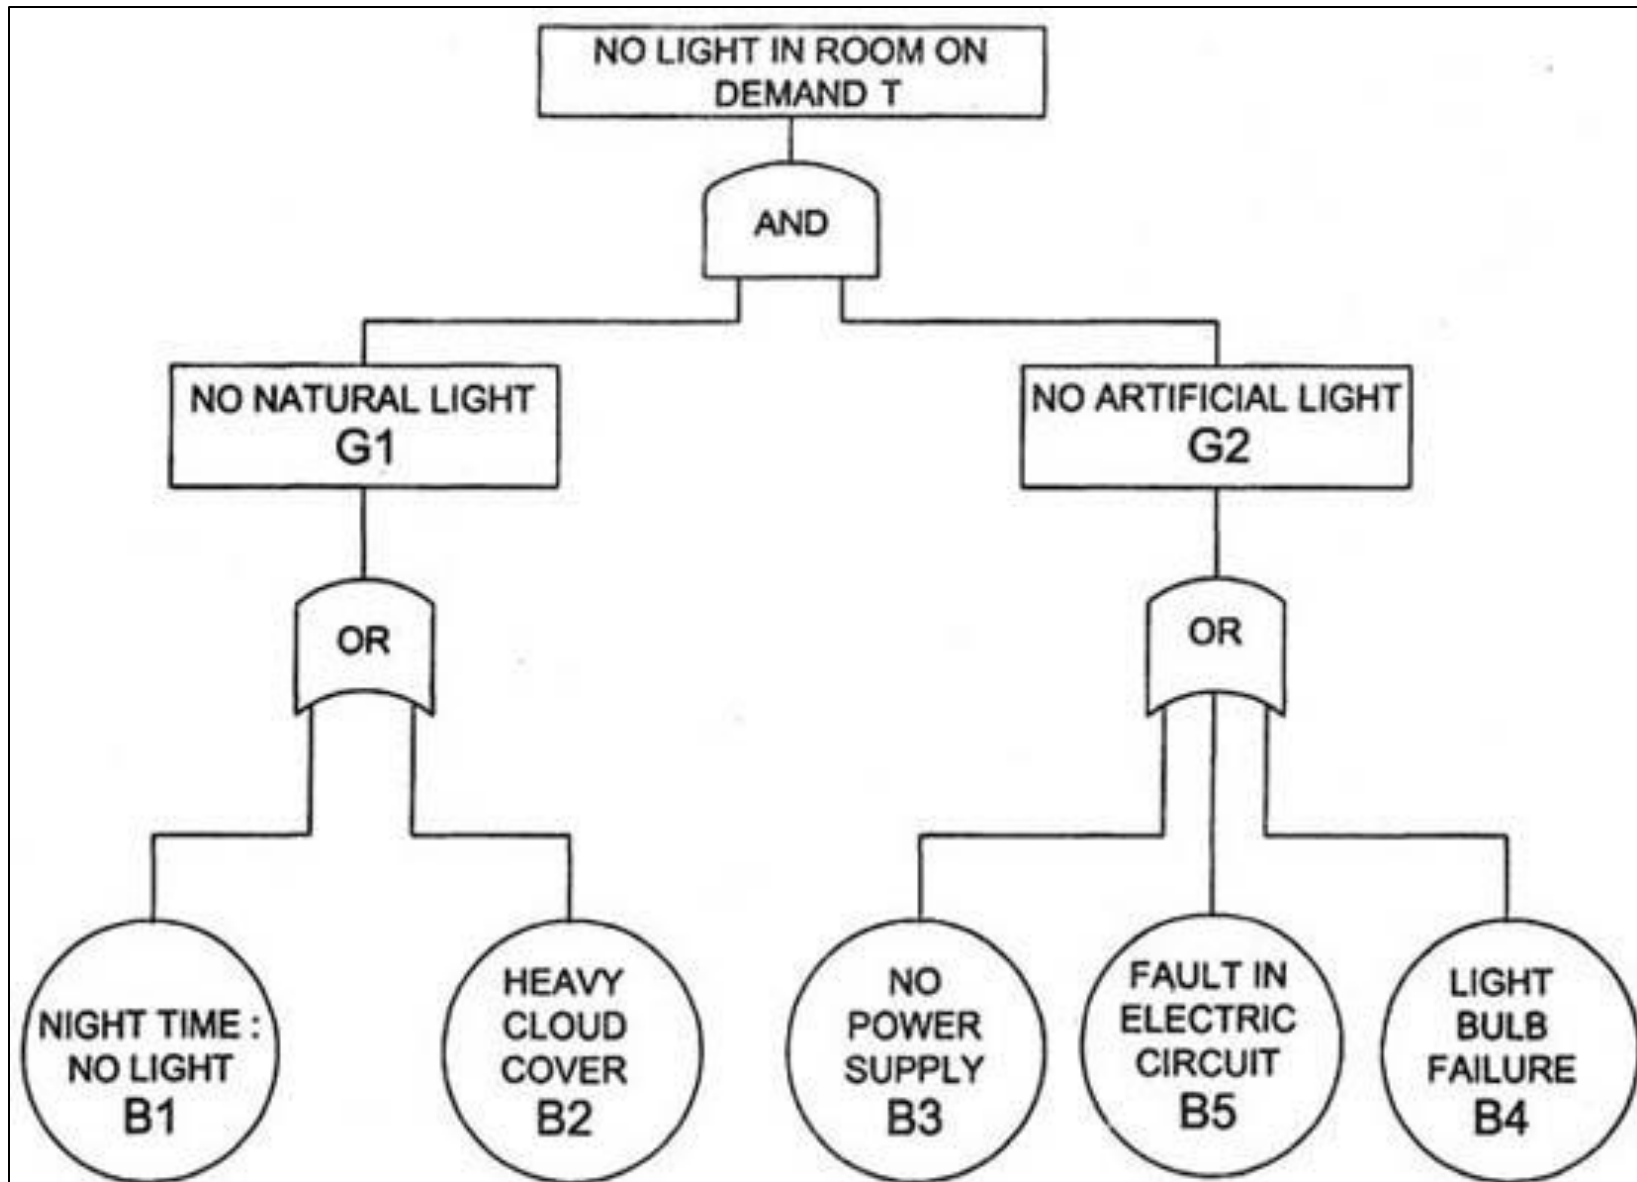 NO LIGHT IN ROOM ON
DEMAND T
AND
NO NATURAL LIGHT
G1
NO ARTIFICIAL LIGHT
G2
OR
OR
NIGHT TIME :
NO LIGHT
B1
HEAVY
CLOUD
COVER
B2
NO
POWER
SUPPLY
B3
FAULT IN
ELECTRIC
CIRCUIT
B5
LIGHT
BULB
FAILURE
B4